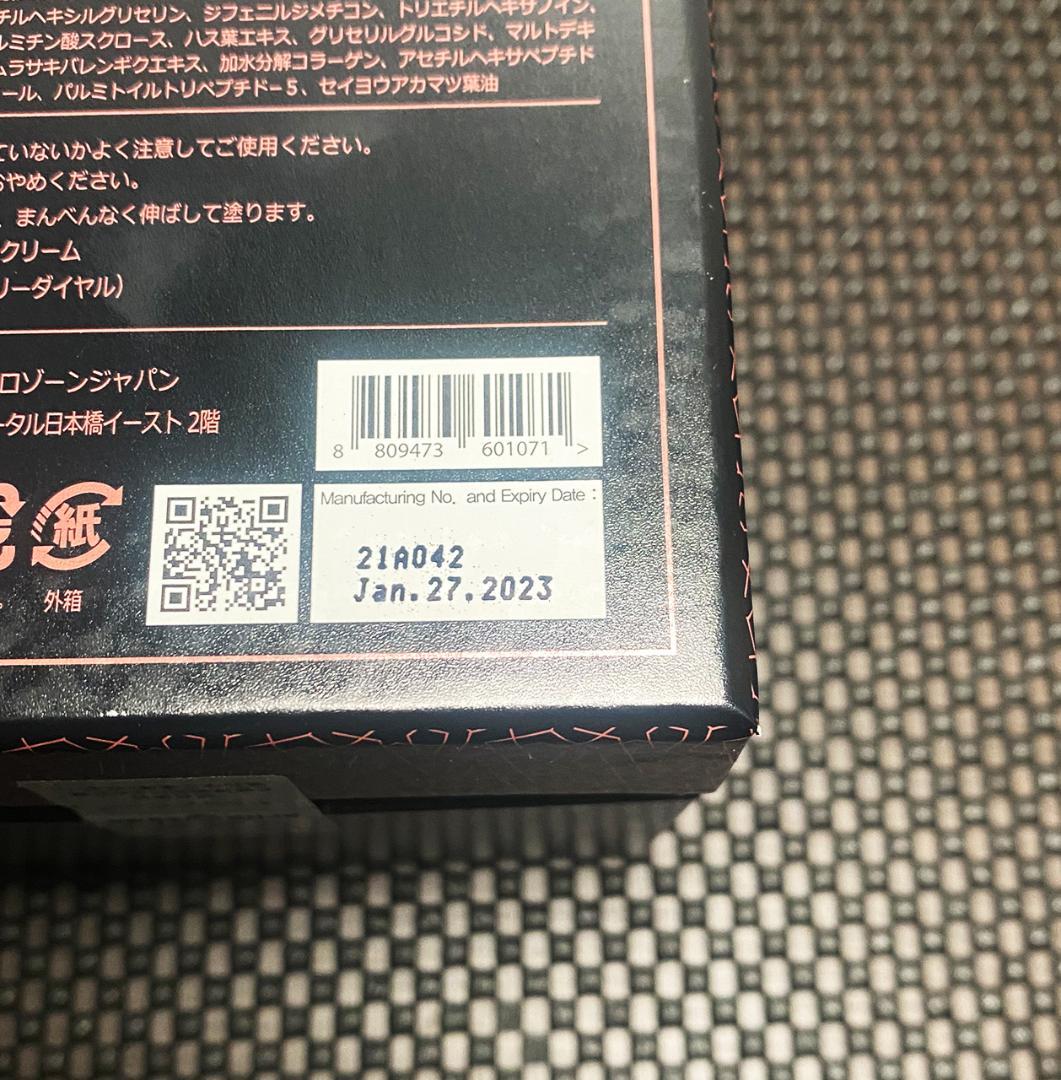 チルヘキシルグリセリン、ジフェニルジメチコン、トリエチルヘキサノイン、
ルミチン酸スクロース、ハス葉エキス、グリセリルグルコシド、マルトデキ
ムラサキバレンギクエキス、加水分解コラーゲン、アセチルヘキサペプチド
ール、パルミトイルトリペプチド-5、セイヨウアカマツ葉油
ていないかよく注意してご使用ください。
おやめください。
、まんべんなく伸ばして塗ります。
クリーム
リーダイヤル）
ロゾーンジャパン
ータル日本橋イースト 2階
8 809473 601071 >
Manufacturing No. and Expiry Date :
21A042
Jan.27.2023
紙
外箱